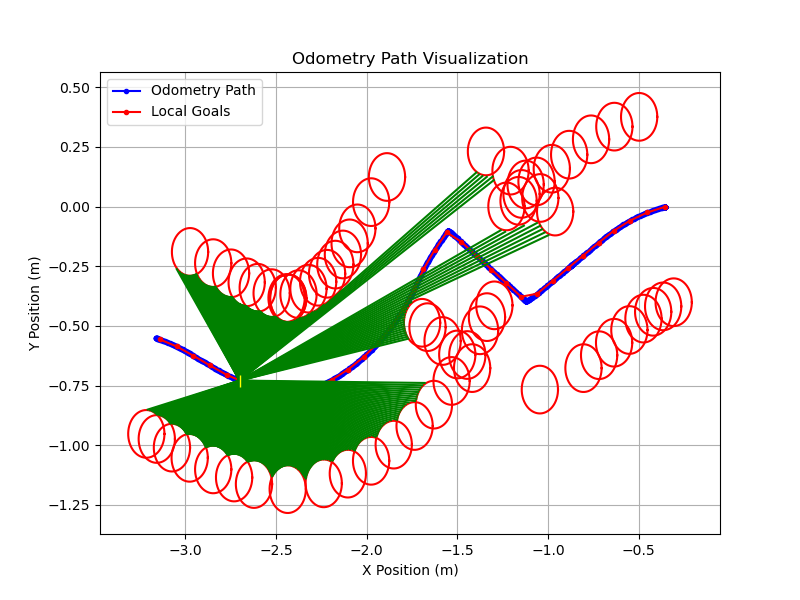 Odometry Path Visualization
Odometry Path
Local Goals
Y Position (m)
0.50
0.25
0.00
−0.25
−0.50
−0.75
−1.00
−1.25
−3.0 −2.5 −2.0 −1.5 −1.0 −0.5
X Position (m)